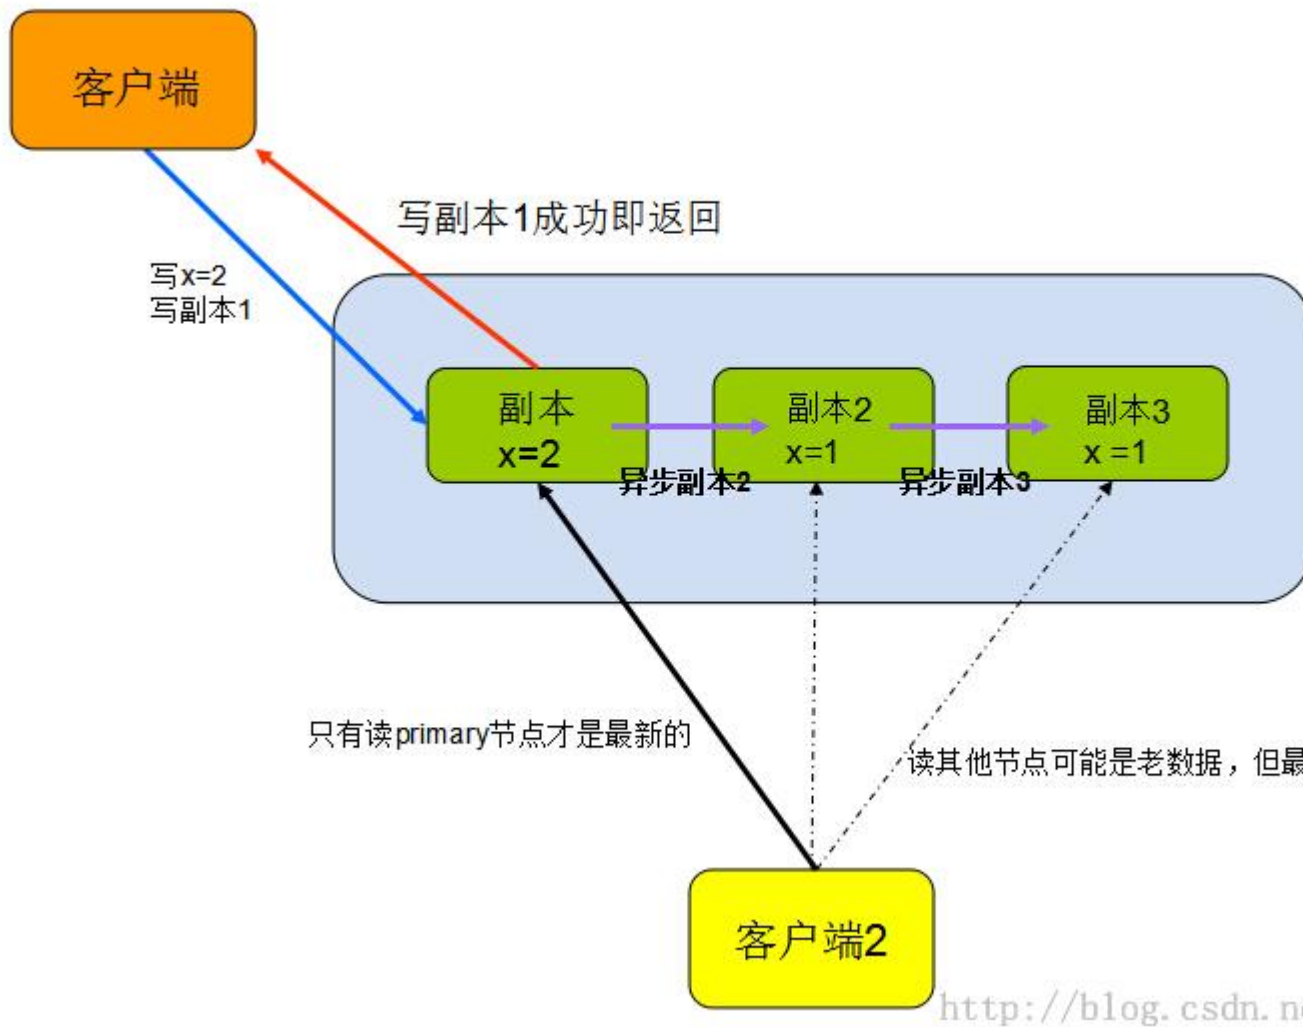 客户端
写副本1成功即返回
写x=2
写副本1
副本
x=2
副本2
x=1
副本3
x =1
异步副本2
异步副本3
只有读primary节点才是最新的
读其他节点可能是老数据，但最
客户端2
http://blog.csdn.ne